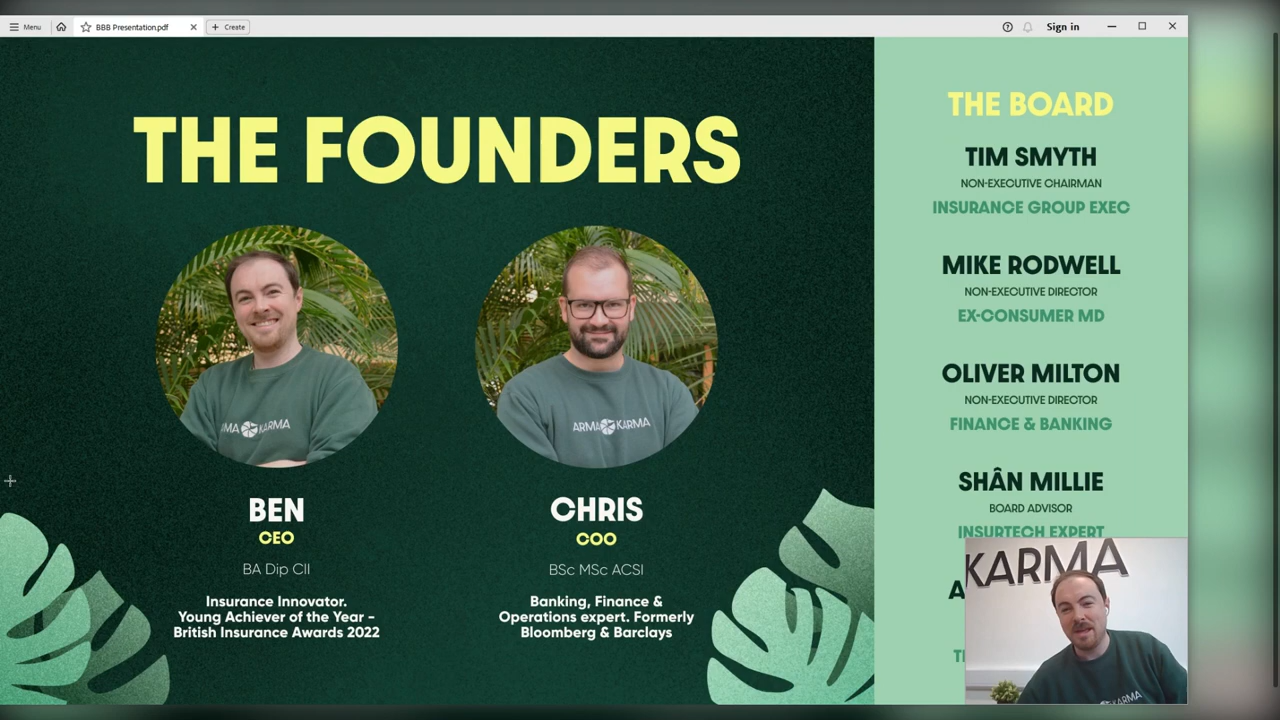 Menu
BBB Presentation.pdf
Create
Sign in
THE FOUNDERS
ARMA KARMA
BEN
CEO
BA Dip CII
Insurance Innovator.
Young Achiever of the Year –
British Insurance Awards 2022
CHRIS
COO
BSc MSc ACSI
Banking, Finance &
Operations expert. Formerly
Bloomberg & Barclays
THE BOARD
TIM SMYTH
NON-EXECUTIVE CHAIRMAN
INSURANCE GROUP EXEC
MIKE RODWELL
NON-EXECUTIVE DIRECTOR
EX-CONSUMER MD
OLIVER MILTON
NON-EXECUTIVE DIRECTOR
FINANCE & BANKING
SHÂN MILLIE
BOARD ADVISOR
INSURTECH EXPERT
KARMA
KARMA